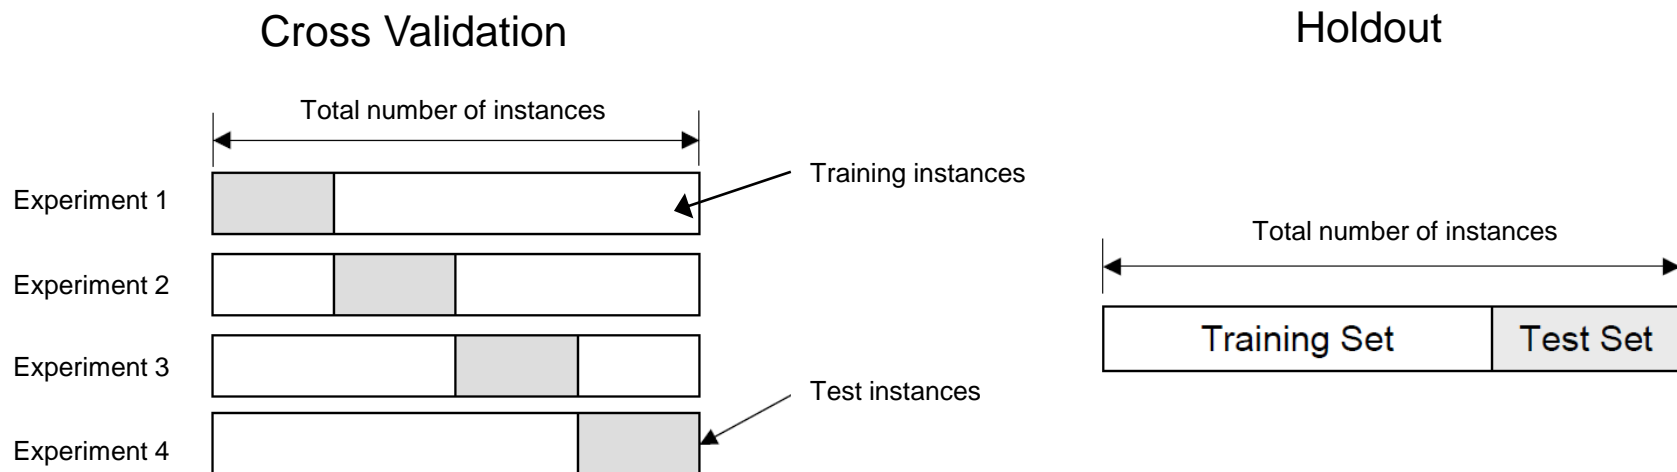 Cross Validation
Total number of instances
Experiment 1
Training instances
Experiment 2
Experiment 3
Test instances
Experiment 4
Holdout
Total number of instances
Training Set
Test Set